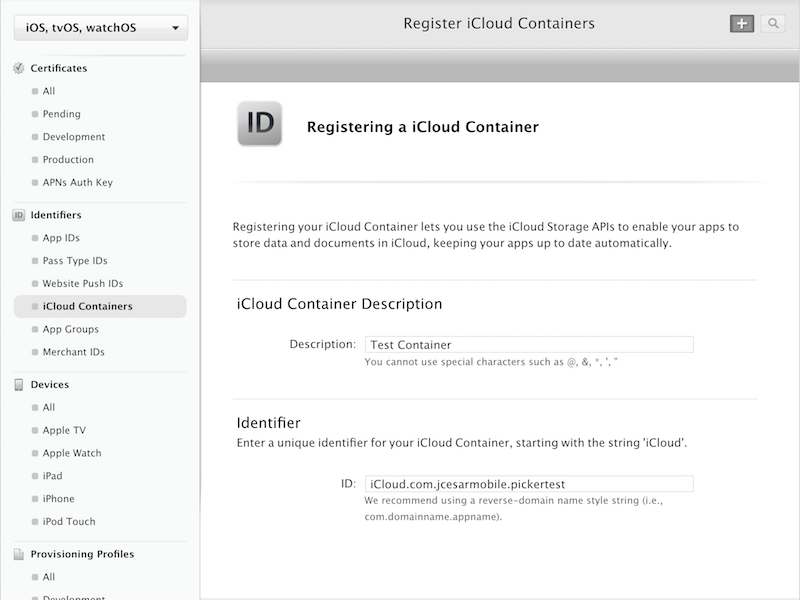 iOS, tvOS, watchOS
Certificates
All
Pending
Development
Production
APNs Auth Key
ID Identifiers
App IDs
Pass Type IDs
Website Push IDs
iCloud Containers
App Groups
Merchant IDs
Devices
All
Apple TV
Apple Watch
iPad
iPhone
iPod Touch
Provisioning Profiles
All
Development
Register iCloud Containers
ID
Registering a iCloud Container
Registering your iCloud Container lets you use the iCloud Storage APIs to enable your apps to
store data and documents in iCloud, keeping your apps up to date automatically.
iCloud Container Description
Description: Test Container
You cannot use special characters such as @, &, *, ', "
Identifier
Enter a unique identifier for your iCloud Container, starting with the string 'iCloud'.
ID: iCloud.com.jcesarmobile.pickertest
We recommend using a reverse-domain name style string (i.e.,
com.domainname.appname).